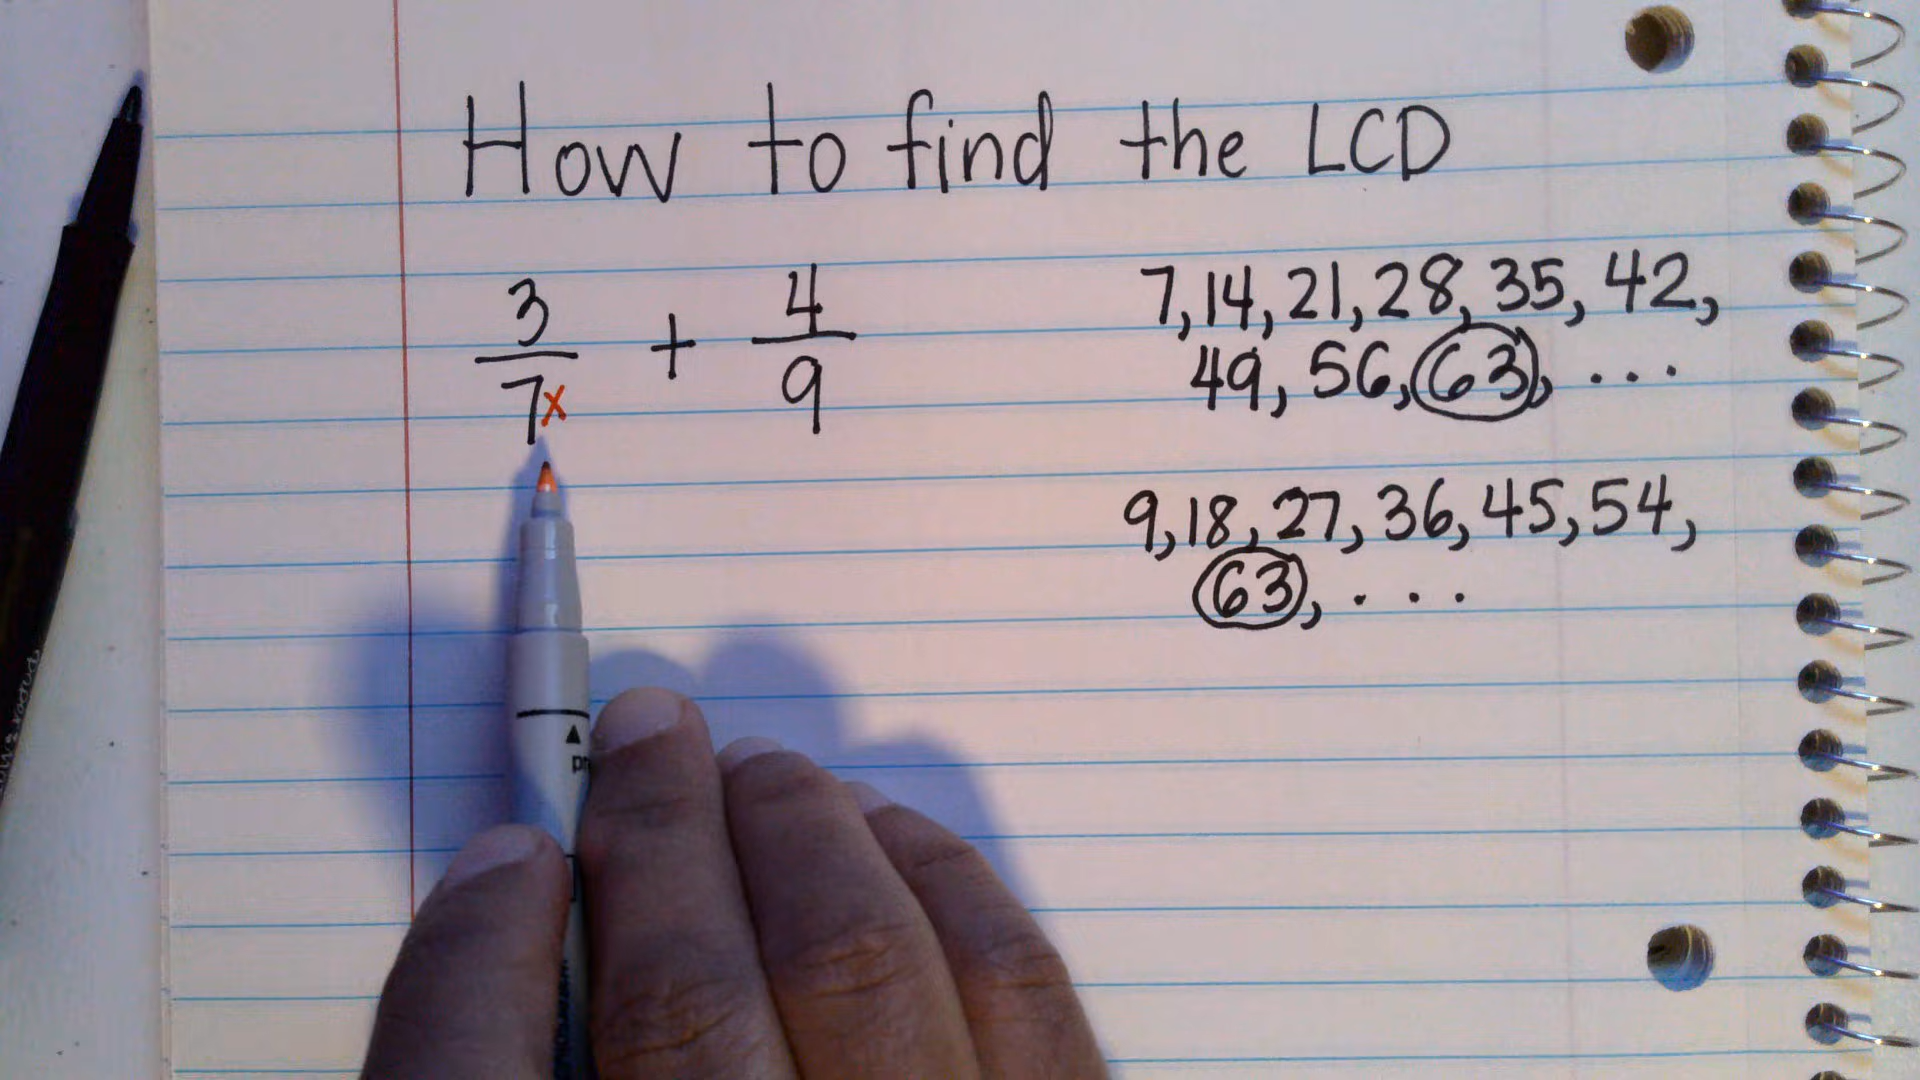 How to find the LCD
3 4
+
7x 9
7, 14, 21, 28, 35, 42,
49, 56, 63, ...
9, 18, 27, 36, 45, 54,
63, ....